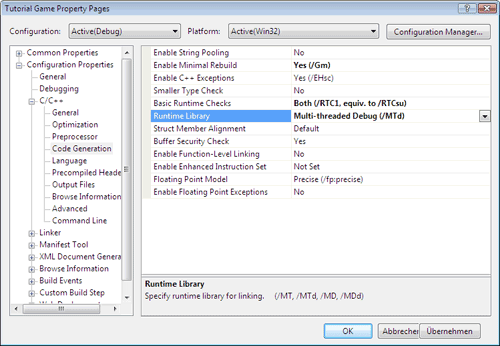 Tutorial Game Property Pages
Configuration: Active(Debug) Platform: Active(Win32) Configuration Manager...
Common Properties
Configuration Properties
General
Debugging
C/C++
General
Optimization
Preprocessor
Code Generation
Language
Precompiled Heade
Output Files
Browse Information
Advanced
Command Line
Linker
Manifest Tool
XML Document Genera
Browse Information
Build Events
Custom Build Step
Enable String Pooling No
Enable Minimal Rebuild Yes (/Gm)
Enable C++ Exceptions Yes (/EHsc)
Smaller Type Check No
Basic Runtime Checks Both (/RTC1, equiv. to /RTCsu)
Runtime Library Multi-threaded Debug (/MTd)
Struct Member Alignment Default
Buffer Security Check Yes
Enable Function-Level Linking No
Enable Enhanced Instruction Set Not Set
Floating Point Model Precise (/fp:precise)
Enable Floating Point Exceptions No
Runtime Library
Specify runtime library for linking. (/MT, /MTd, /MD, /MDd)
OK Abbrecher Übernehmen